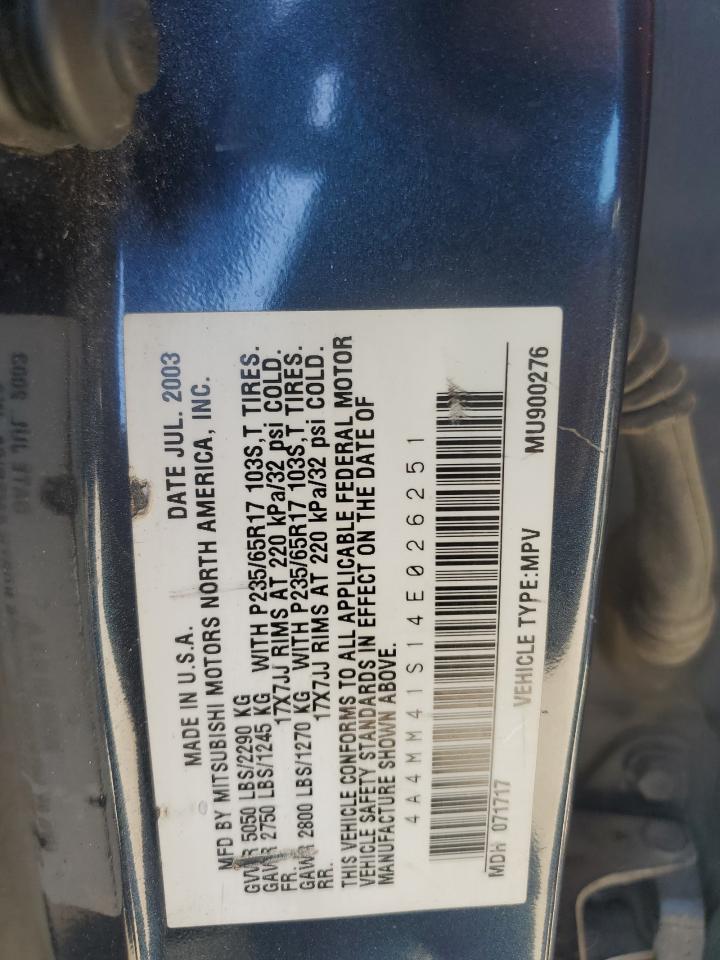 MADE IN U.S.A. DATE JUL. 2003
MFD BY MITSUBISHI MOTORS NORTH AMERICA, INC.
GVWR 5050 LBS/2290 KG
GAWR 2750 LBS/1245 KG WITH P235/65R17 103S,T TIRES.
FR. 17X7JJ RIMS AT 220 kPa/32 psi COLD.
GAWR 2800 LBS/1270 KG WITH P235/65R17 103S,T TIRES.
RR. 17X7JJ RIMS AT 220 kPa/32 psi COLD.
THIS VEHICLE CONFORMS TO ALL APPLICABLE FEDERAL MOTOR
VEHICLE SAFETY STANDARDS IN EFFECT ON THE DATE OF
MANUFACTURE SHOWN ABOVE.
4A4MM41S14E026251
MDH 071717 VEHICLE TYPE:MPV MU900276